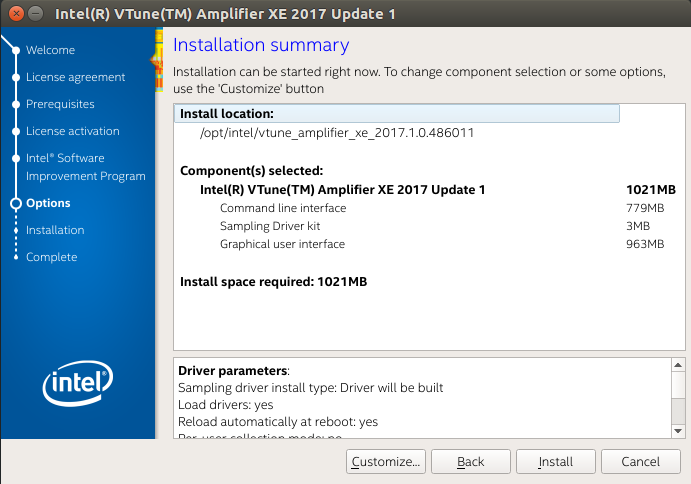 Intel(R) VTune(TM) Amplifier XE 2017 Update 1
Welcome
License agreement
Prerequisites
License activation
Intel® Software
Improvement Program
Options
Installation
Complete
intel
Installation summary
Installation can be started right now. To change component selection or some options,
use the 'Customize' button
Install location:
/opt/intel/vtune_amplifier_xe_2017.1.0.486011
Component(s) selected:
Intel(R) VTune(TM) Amplifier XE 2017 Update 1 1021MB
Command line interface 779MB
Sampling Driver kit 3MB
Graphical user interface 963MB
Install space required: 1021MB
Driver parameters:
Sampling driver install type: Driver will be built
Load drivers: yes
Reload automatically at reboot: yes
Per-user collection mode: no
Customize... Back Install Cancel